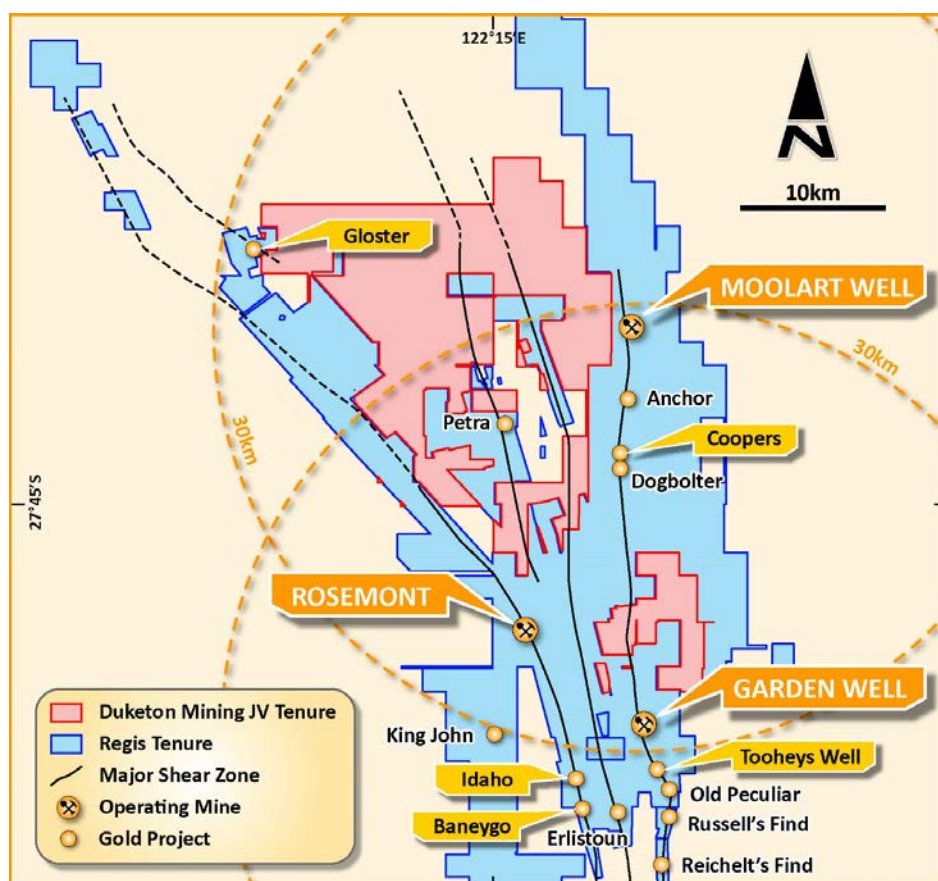 122°15'E
N
10km
Gloster
MOOLART WELL
30km
Anchor
Petra
Coopers
30km
Dogbolter
27°45'S
ROSEMONT
GARDEN WELL
Duketon Mining JV Tenure
Regis Tenure
Major Shear Zone
Operating Mine
Gold Project
King John
Tooheys Well
Idaho
Old Peculiar
Baneygo
Erlistoun
Russell's Find
Reichelt's Find